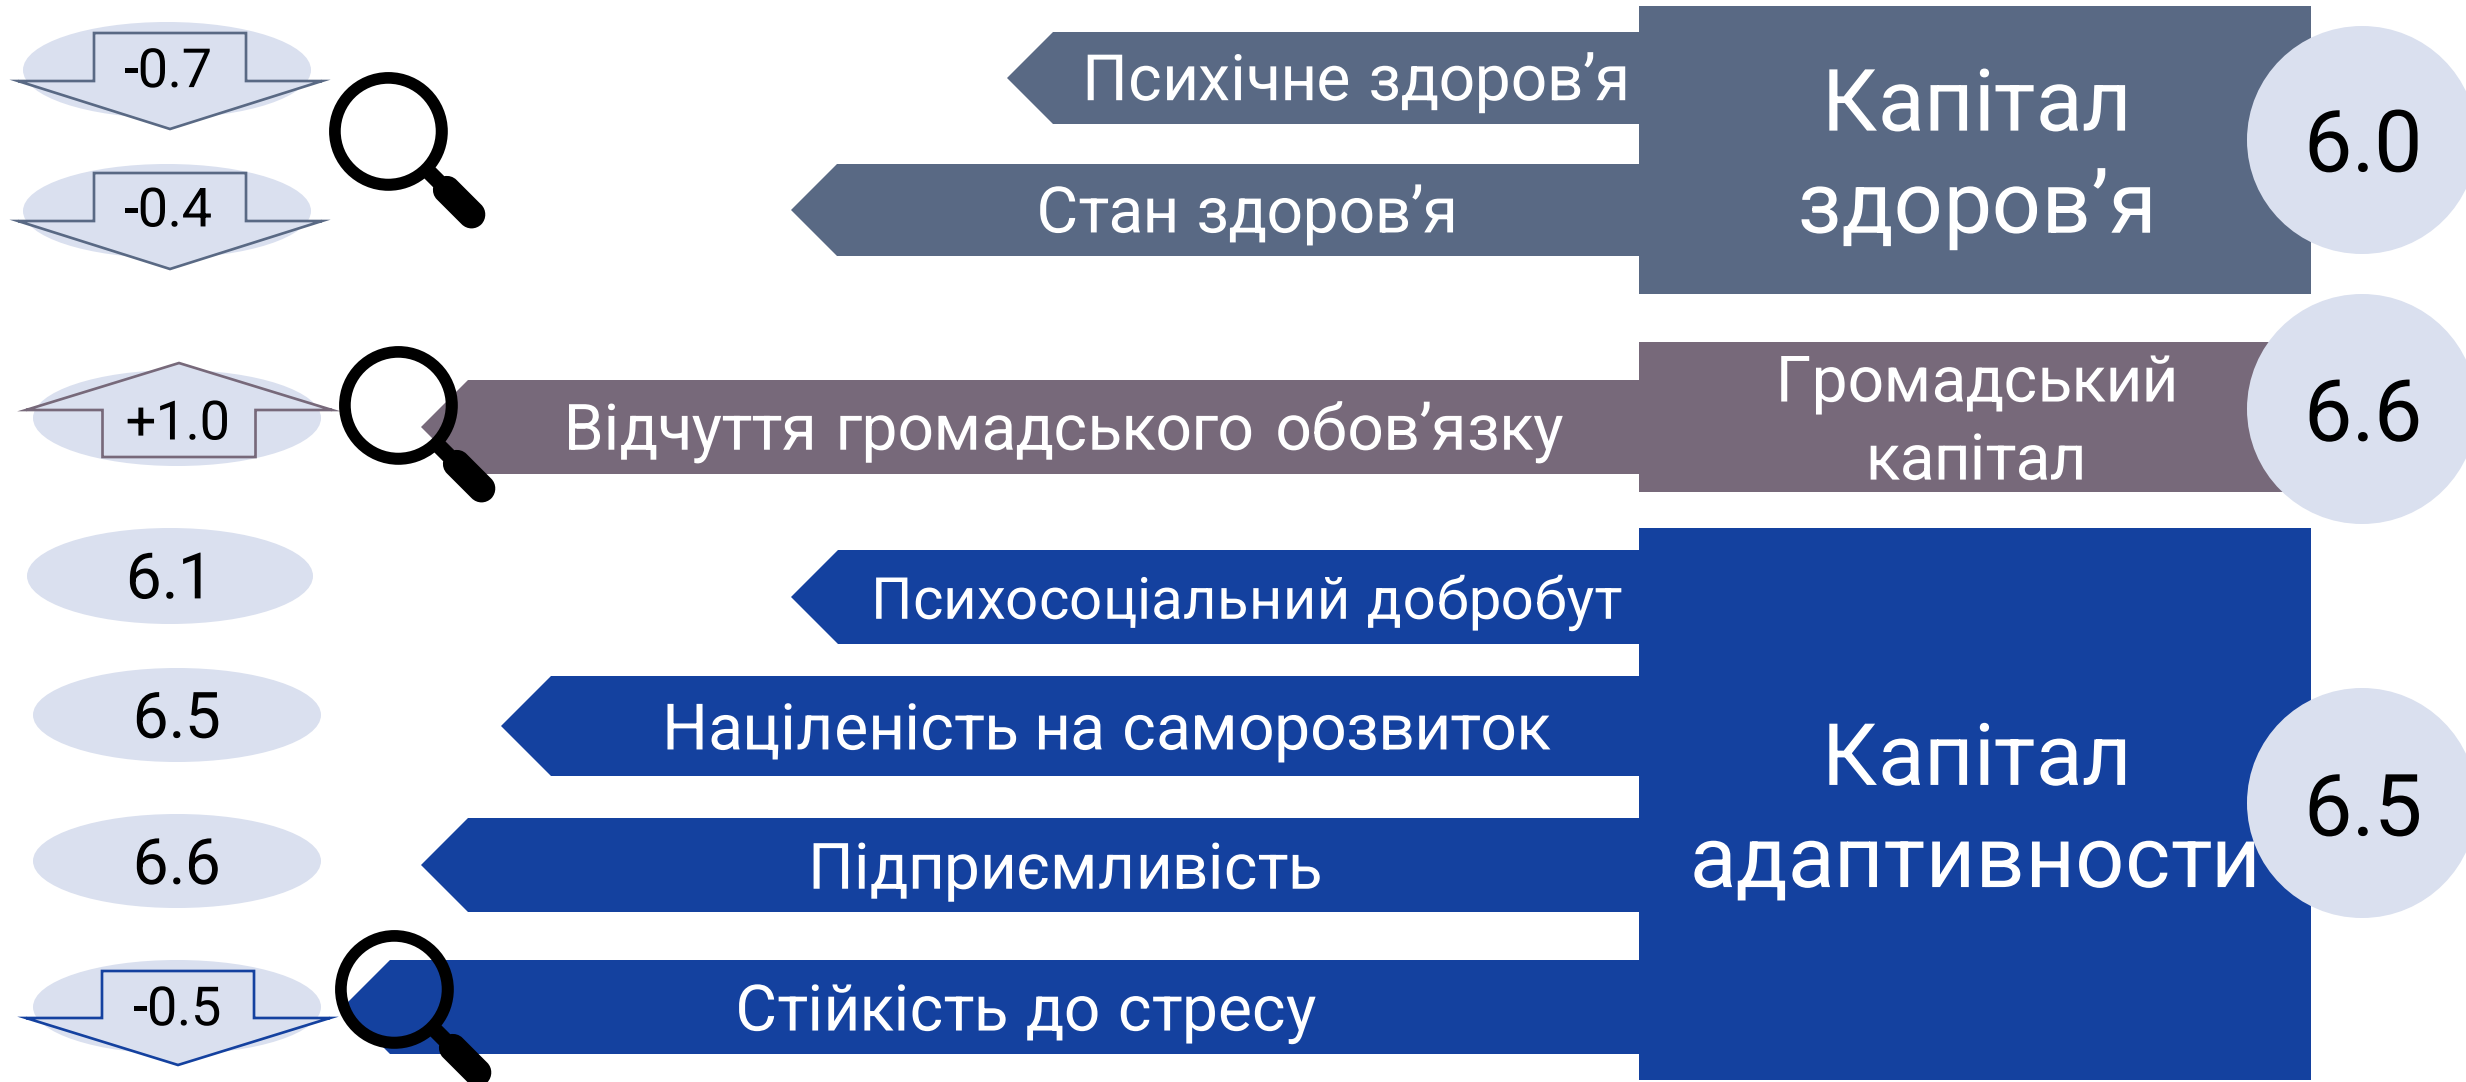 -0.7
Психічне здоров’я
-0.4
Стан здоров’я
Капітал
здоров’я
6.0
+1.0
Відчуття громадського обов’язку
Громадський
капітал
6.6
6.1
Психосоціальний добробут
6.5
Націленість на саморозвиток
6.6
Підприємливість
-0.5
Стійкість до стресу
Капітал
адаптивности
6.5